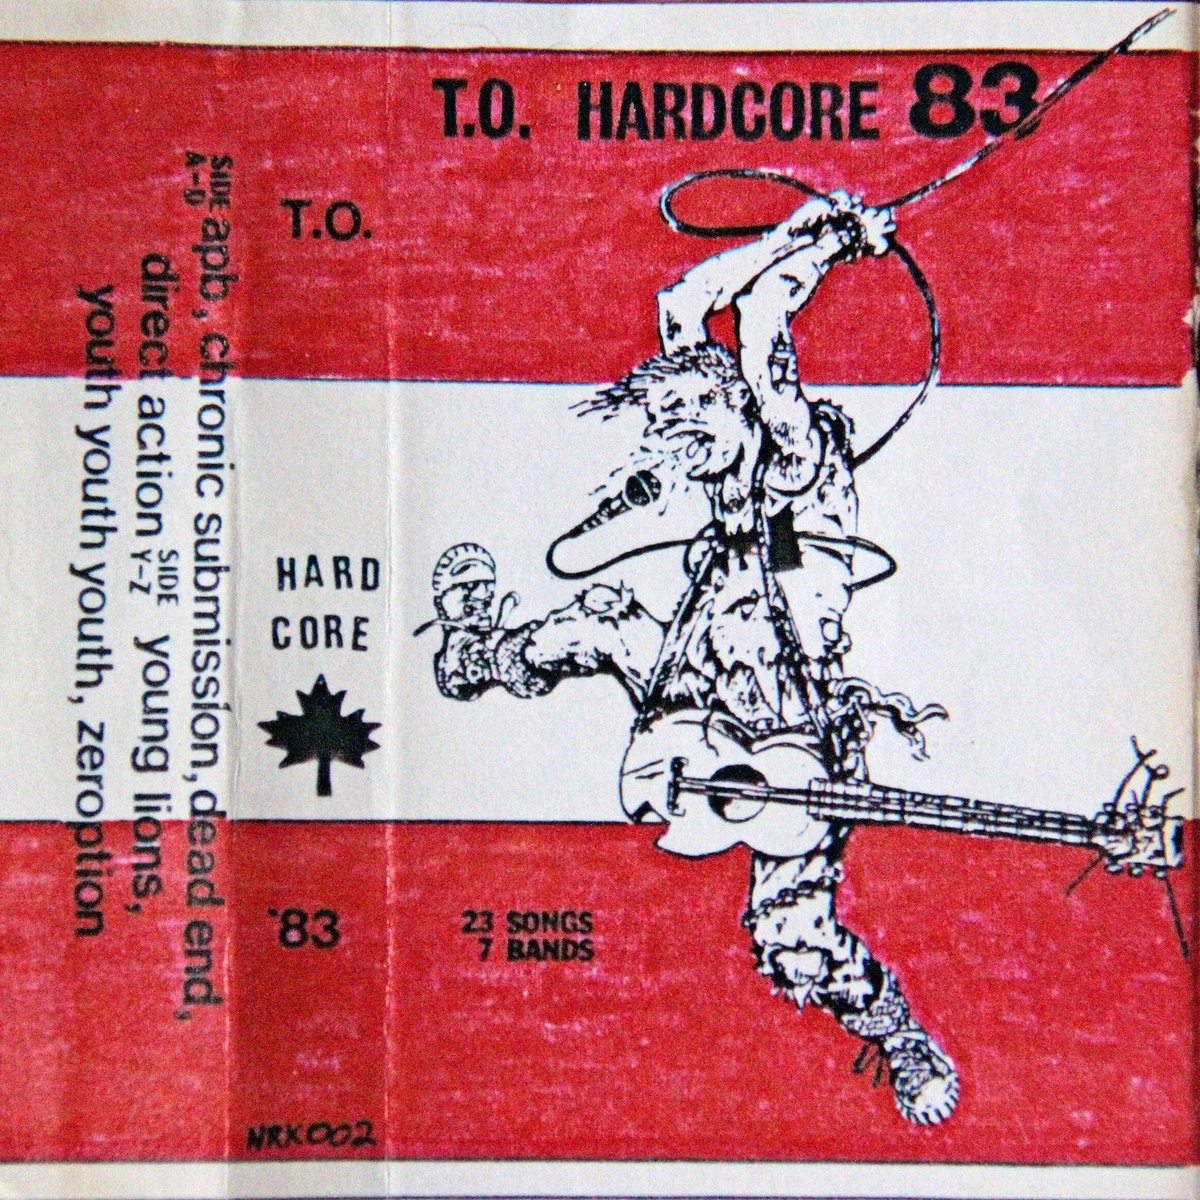 T.O. HARDCORE 83
23 SONGS
7 BANDS
T.O.
HARD
CORE
'83
NRK002
SIDE A-D apb, chronic submission, dead end,
direct action SIDE Y-Z young lions,
youth youth youth, zeroption